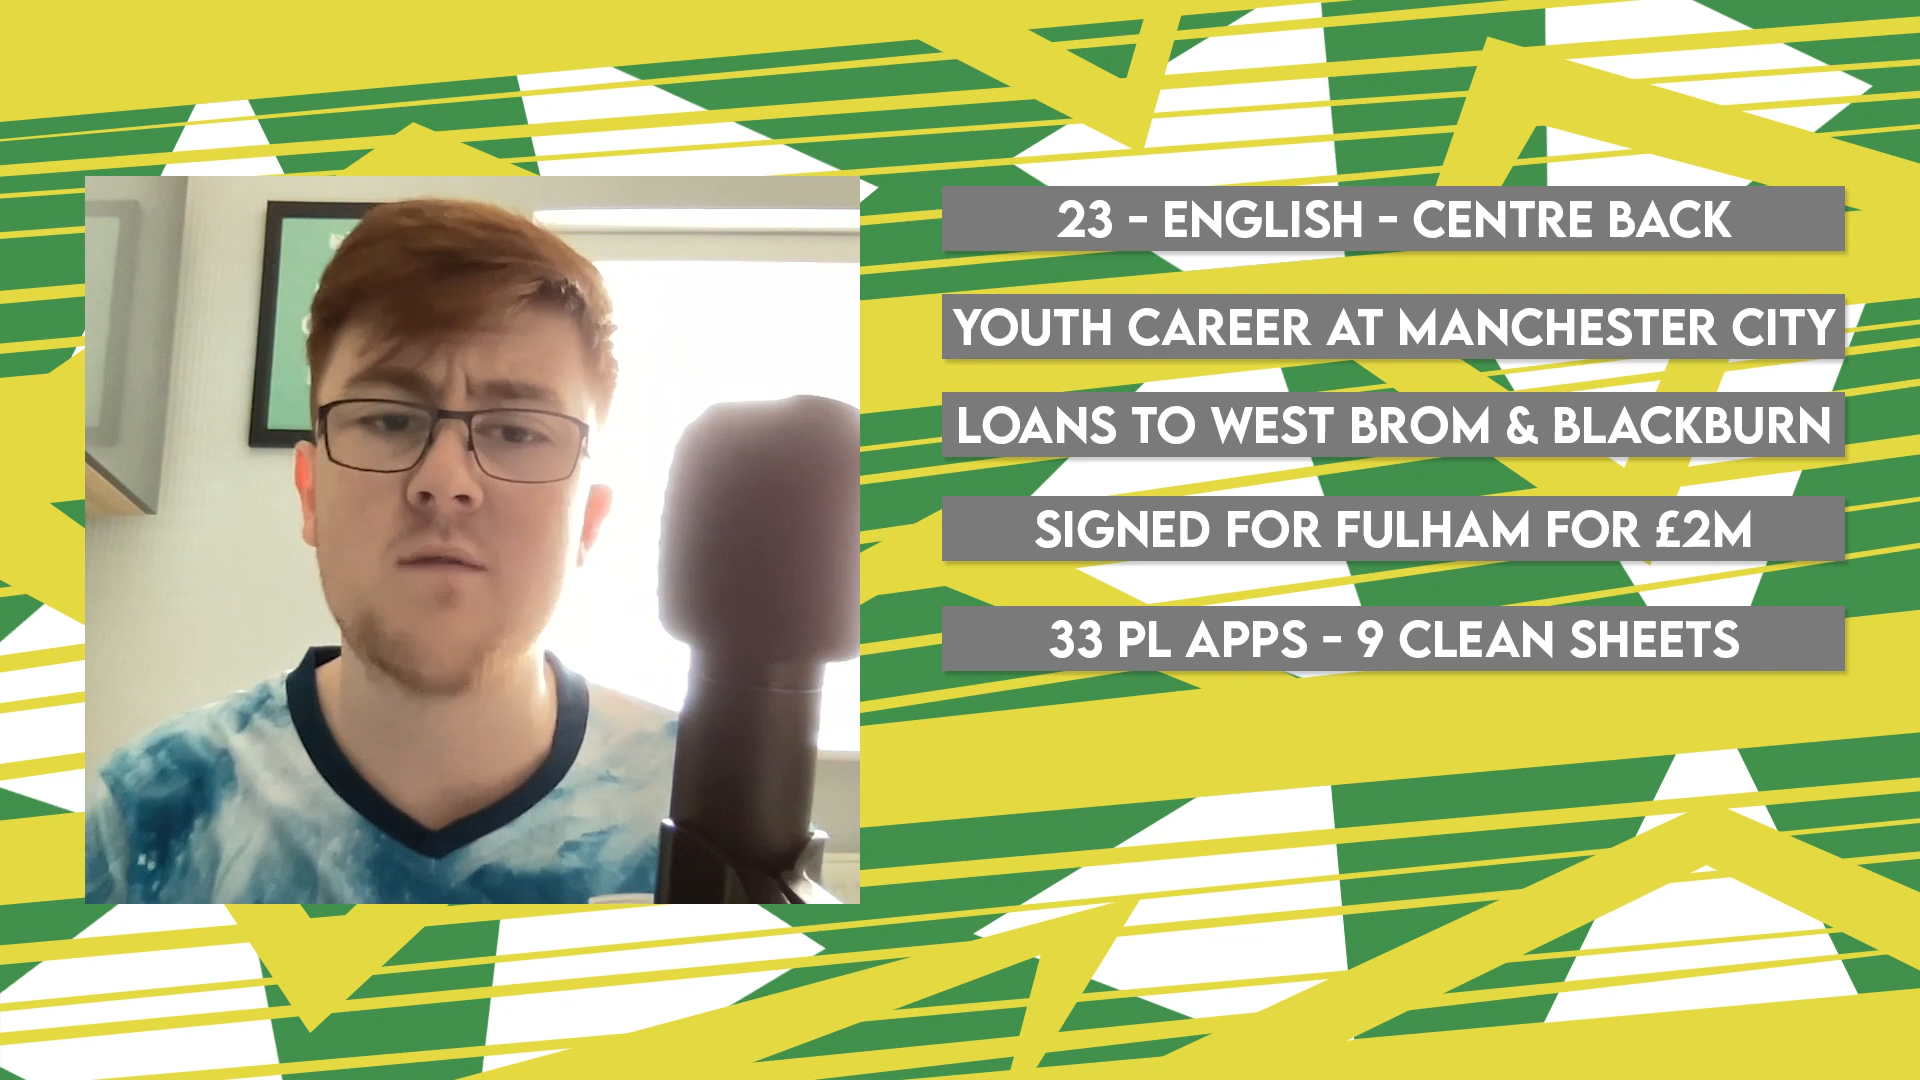 23 - ENGLISH - CENTRE BACK
YOUTH CAREER AT MANCHESTER CITY
LOANS TO WEST BROM & BLACKBURN
SIGNED FOR FULHAM FOR £2M
33 PL APPS - 9 CLEAN SHEETS